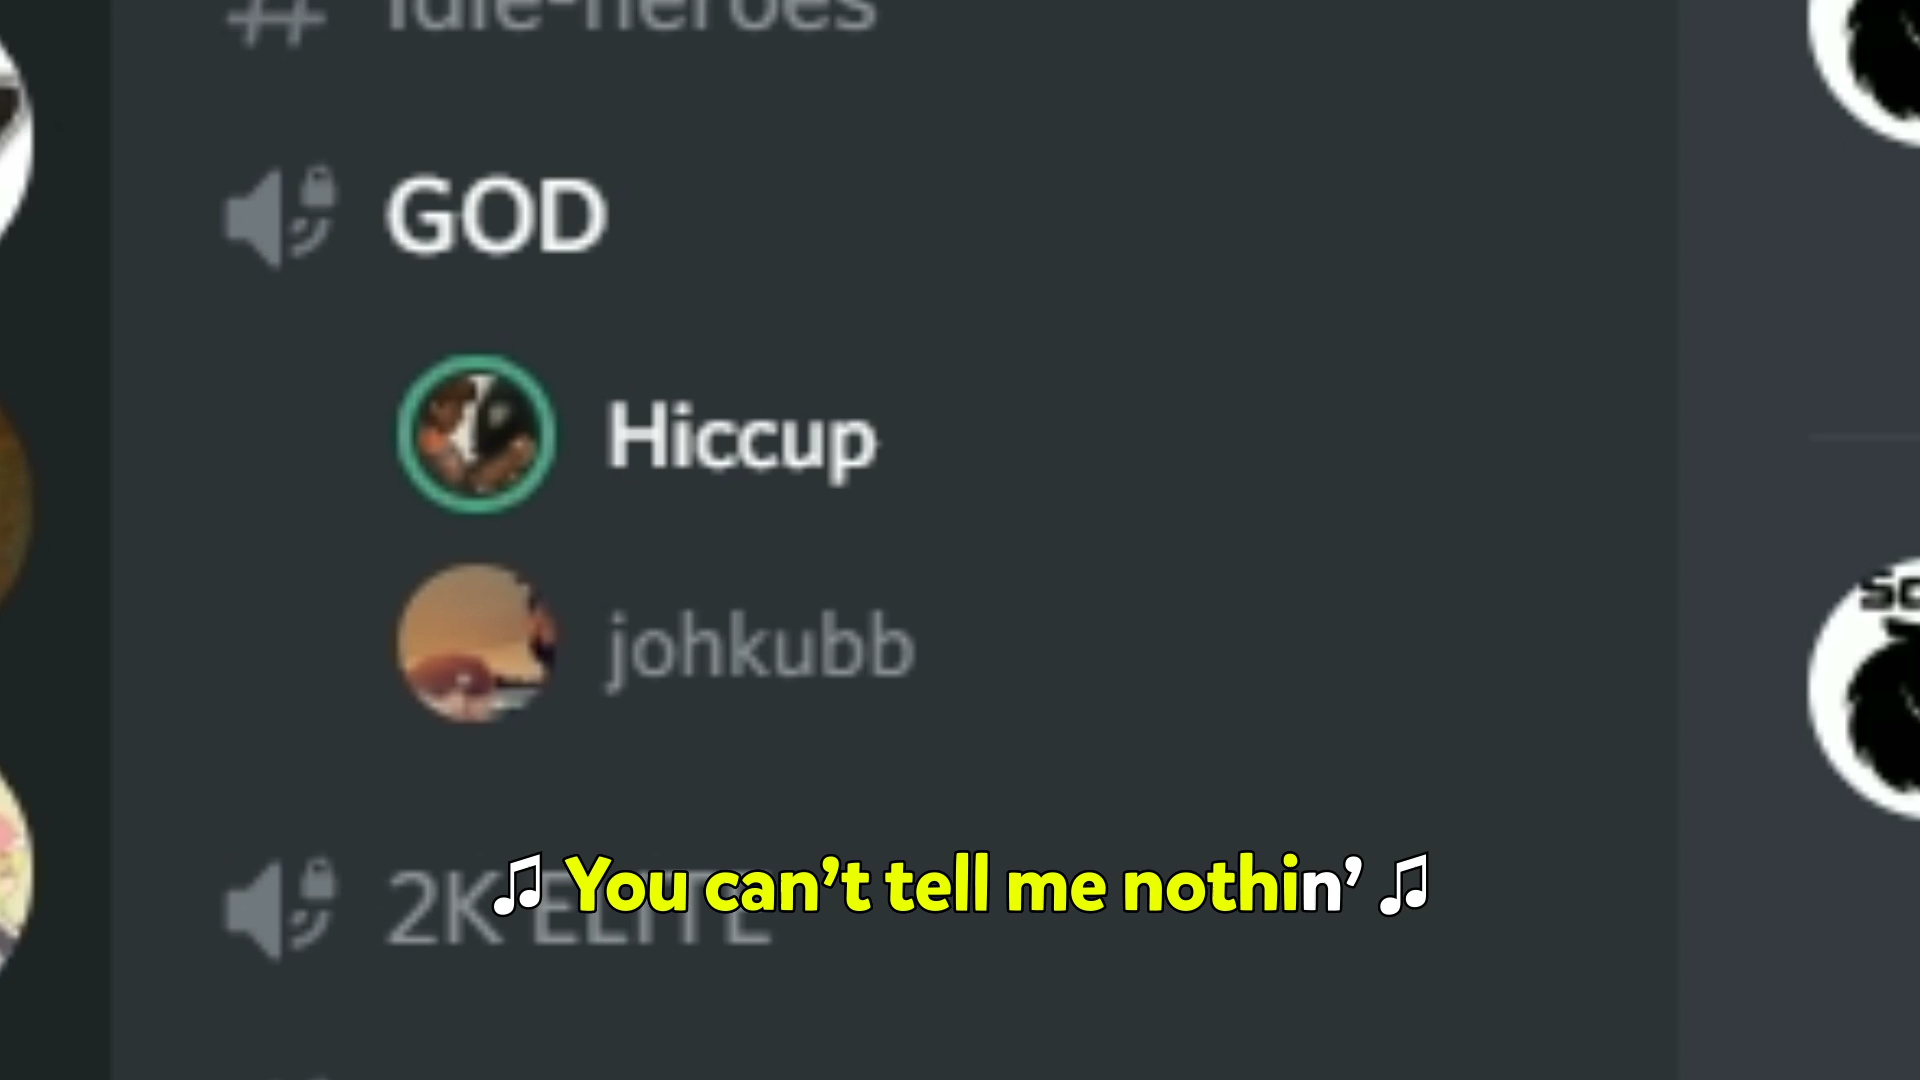 # idle-heroes
GOD
Hiccup
johkubb
2K ELITE
♫ You can’t tell me nothin’ ♫